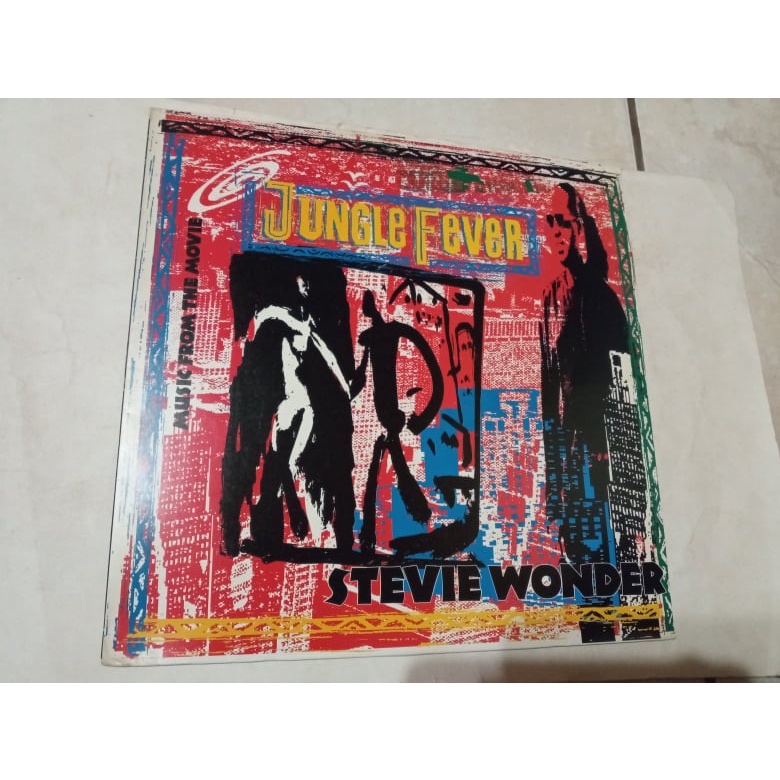 JUNGLE FEVER
MUSIC FROM THE MOVIE
STEVIE WONDER